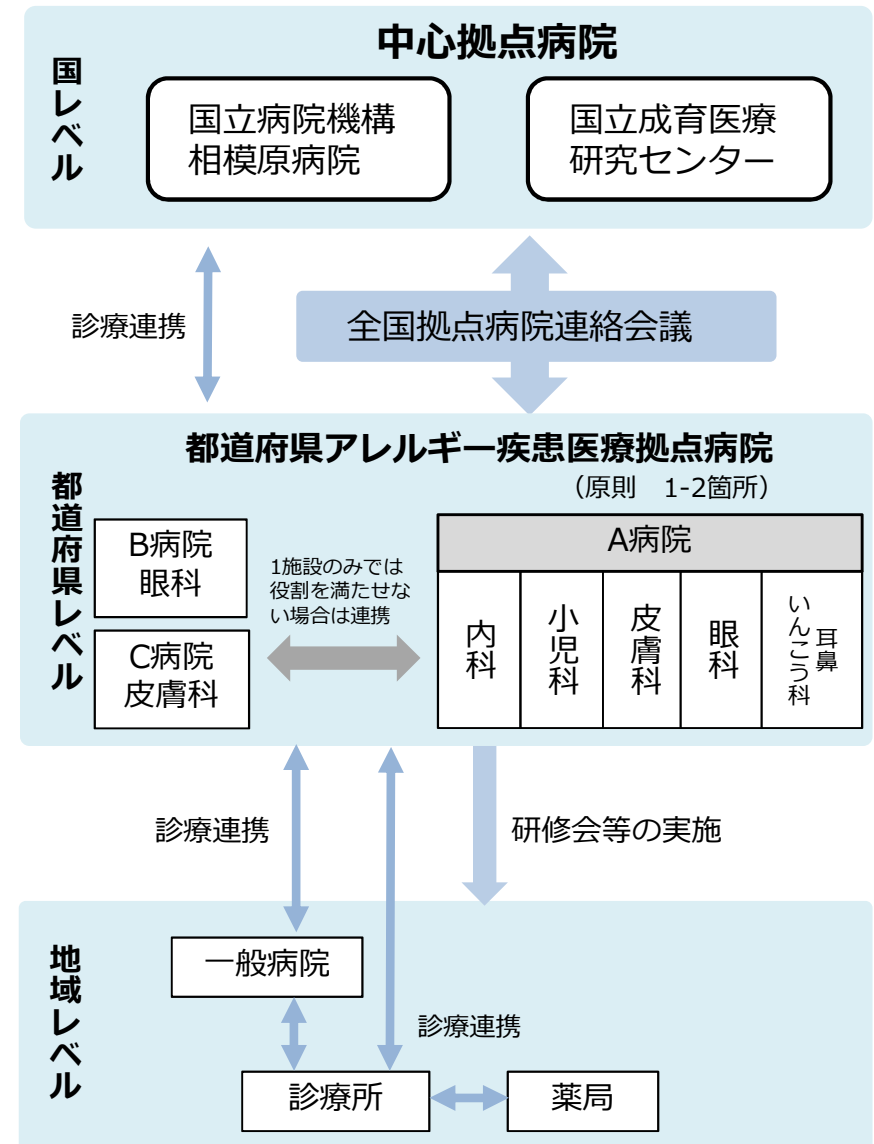 中心拠点病院
国レベル
国立病院機構
相模原病院
国立成育医療
研究センター
診療連携
全国拠点病院連絡会議
都道府県アレルギー疾患医療拠点病院
（原則　1-2箇所）
都道府県レベル
B病院
眼科
C病院
皮膚科
1施設のみでは
役割を満たせな
い場合は連携
A病院
内科
小児科
皮膚科
眼科
耳鼻
いんこう科
診療連携
研修会等の実施
地域レベル
一般病院
診療連携
診療所
薬局